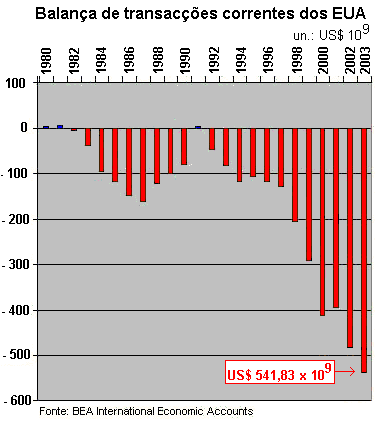 Balança de transacções correntes dos EUA
un.: US$ 10⁹
1980 1982 1984 1986 1988 1990 1992 1994 1996 1998 2000 2002 2003
100
0
- 100
- 200
- 300
- 400
- 500
- 600
US$ 541,83 x 10⁹
Fonte: BEA International Economic Accounts